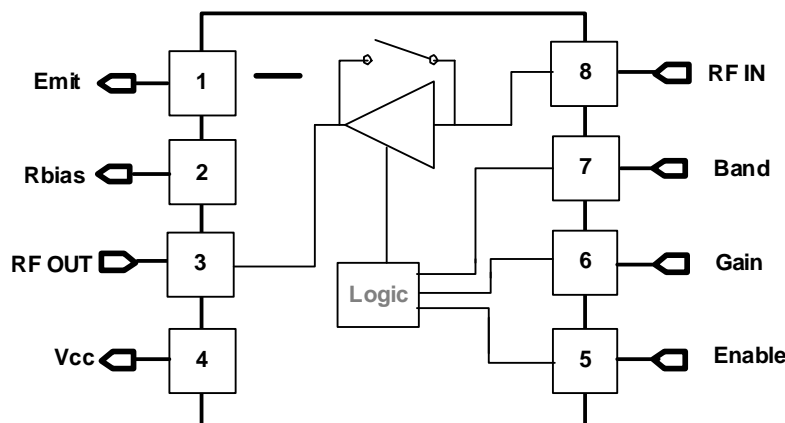 Emit
1
8
RF IN
Rbias
2
7
Band
RF OUT
3
6
Gain
Logic
Vcc
4
5
Enable